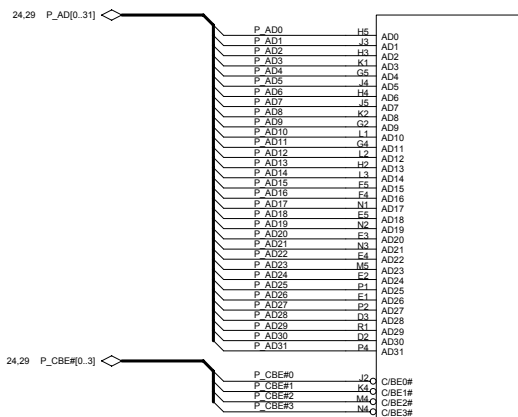 24,29 P_AD[0..31]
P_AD0 H5 AD0
P_AD1 J3 AD1
P_AD2 H3 AD2
P_AD3 K1 AD3
P_AD4 G5 AD4
P_AD5 J4 AD5
P_AD6 H4 AD6
P_AD7 J5 AD7
P_AD8 K2 AD8
P_AD9 G2 AD9
P_AD10 L1 AD10
P_AD11 G4 AD11
P_AD12 L2 AD12
P_AD13 H2 AD13
P_AD14 L3 AD14
P_AD15 F5 AD15
P_AD16 F4 AD16
P_AD17 N1 AD17
P_AD18 E5 AD18
P_AD19 N2 AD19
P_AD20 E3 AD20
P_AD21 N3 AD21
P_AD22 E4 AD22
P_AD23 M5 AD23
P_AD24 E2 AD24
P_AD25 P1 AD25
P_AD26 E1 AD26
P_AD27 P2 AD27
P_AD28 D3 AD28
P_AD29 R1 AD29
P_AD30 D2 AD30
P_AD31 P4 AD31
24,29 P_CBE#[0..3]
P_CBE#0 J2 C/BE0#
P_CBE#1 K4 C/BE1#
P_CBE#2 M4 C/BE2#
P_CBE#3 N4 C/BE3#